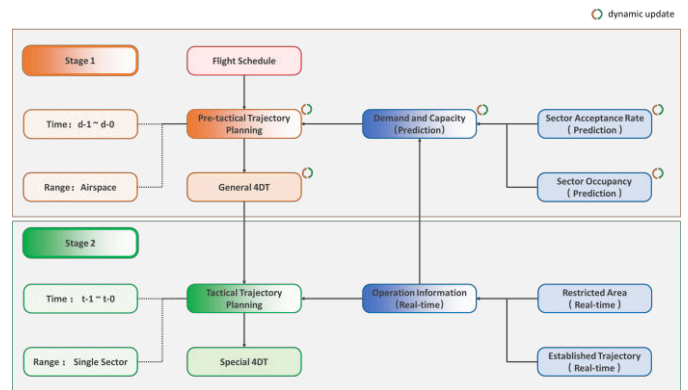 dynamic update
Stage 1
Flight Schedule
Time: d-1 ~ d-0
Pre-tactical Trajectory
Planning
Demand and Capacity
(Prediction)
Sector Acceptance Rate
( Prediction )
Range: Airspace
General 4DT
Sector Occupancy
( Prediction )
Stage 2
Time : t-1 ~ t-0
Tactical Trajectory
Planning
Operation Information
(Real-time)
Restricted Area
( Real-time )
Range : Single Sector
Special 4DT
Established Trajectory
( Real-time )